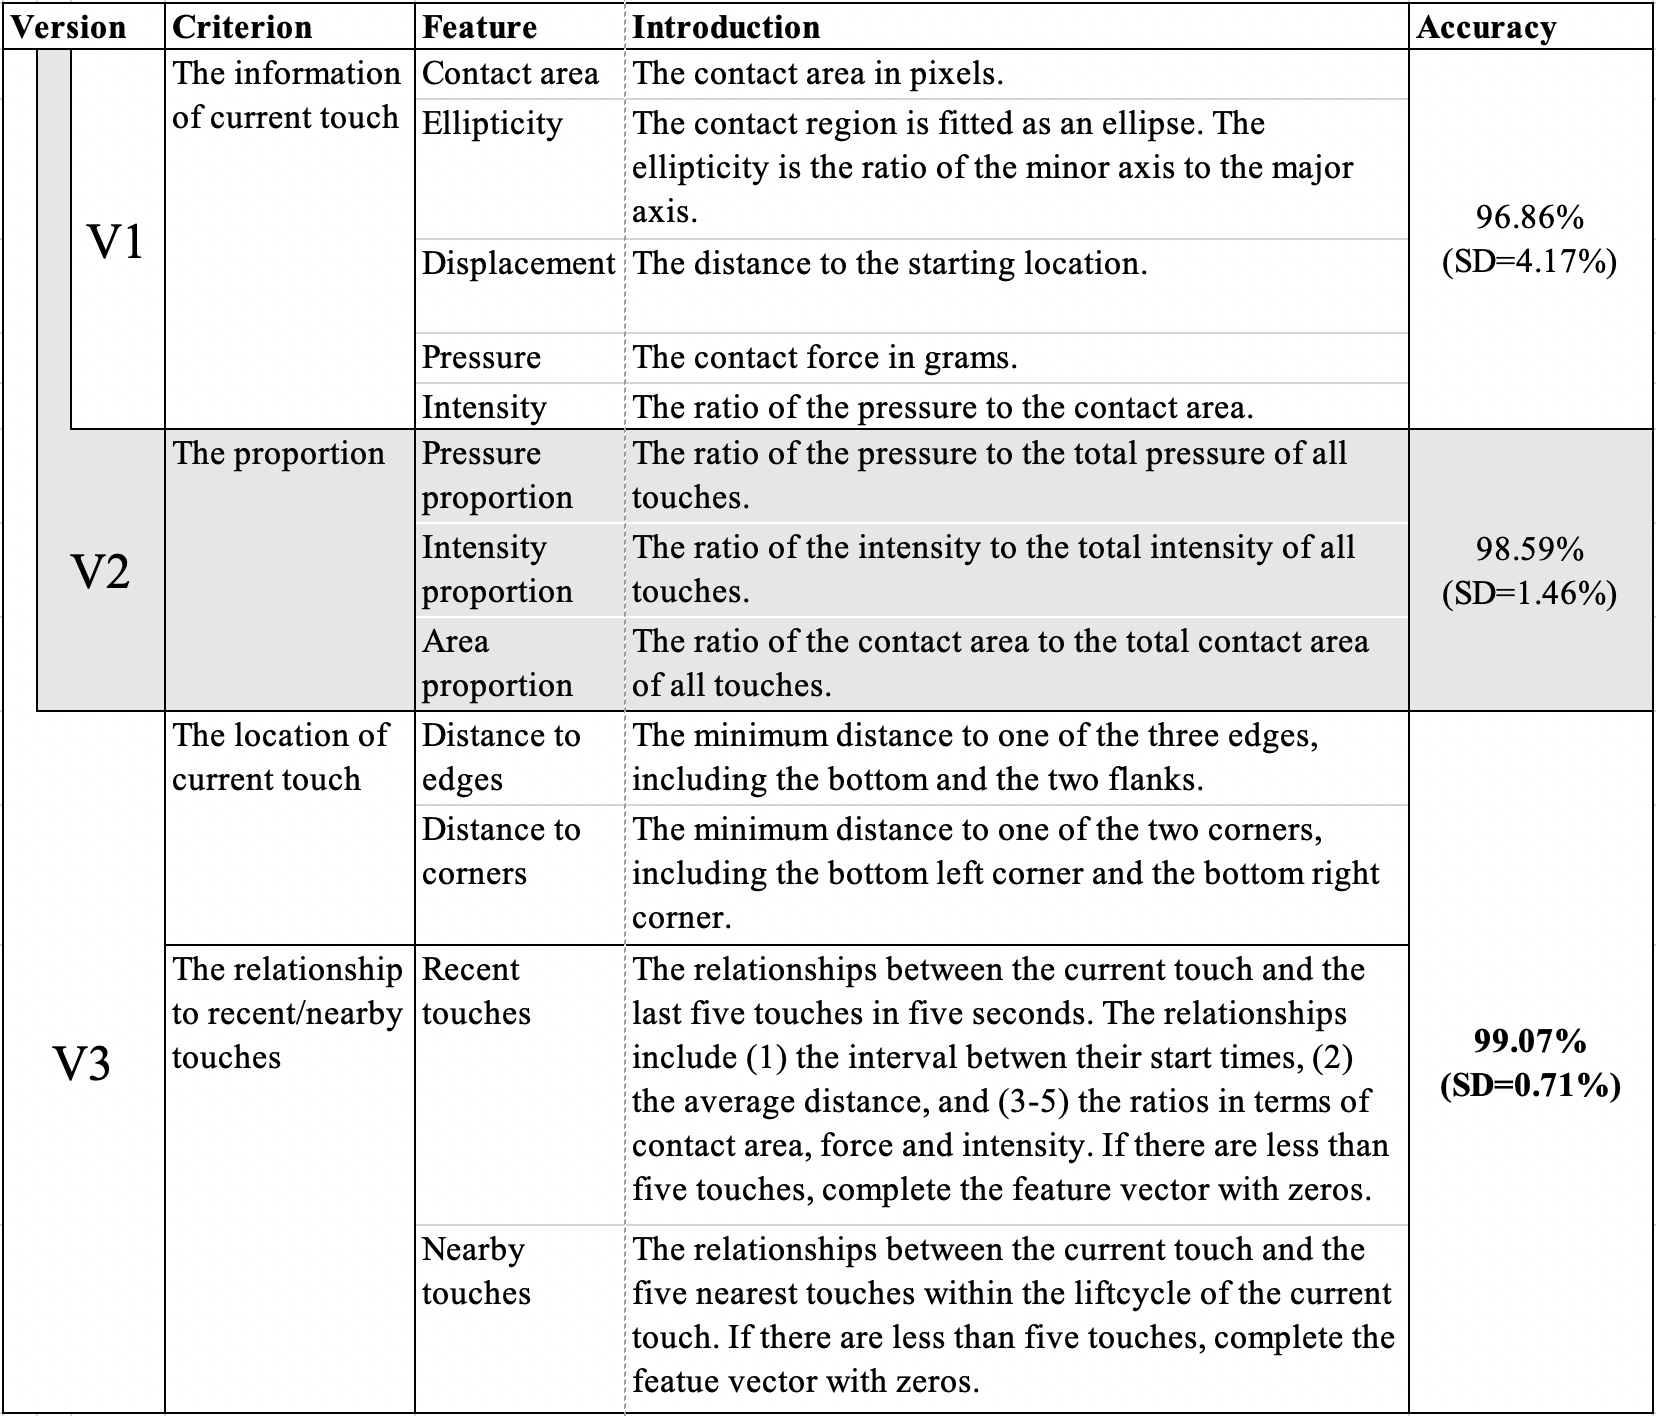 Version Criterion Feature Introduction Accuracy
V1
The information
of current touch
Contact area
The contact area in pixels.
Ellipticity
The contact region is fitted as an ellipse. The
ellipticity is the ratio of the minor axis to the major
axis.
Displacement
The distance to the starting location.
Pressure
The contact force in grams.
Intensity
The ratio of the pressure to the contact area.
96.86%
(SD=4.17%)
V2
The proportion
Pressure
proportion
The ratio of the pressure to the total pressure of all
touches.
Intensity
proportion
The ratio of the intensity to the total intensity of all
touches.
Area
proportion
The ratio of the contact area to the total contact area
of all touches.
98.59%
(SD=1.46%)
V3
The location of
current touch
Distance to
edges
The minimum distance to one of the three edges,
including the bottom and the two flanks.
Distance to
corners
The minimum distance to one of the two corners,
including the bottom left corner and the bottom right
corner.
The relationship
to recent/nearby
touches
Recent
touches
The relationships between the current touch and the
last five touches in five seconds. The relationships
include (1) the interval betwen their start times, (2)
the average distance, and (3-5) the ratios in terms of
contact area, force and intensity. If there are less than
five touches, complete the feature vector with zeros.
Nearby
touches
The relationships between the current touch and the
five nearest touches within the liftcycle of the current
touch. If there are less than five touches, complete the
featue vector with zeros.
99.07%
(SD=0.71%)